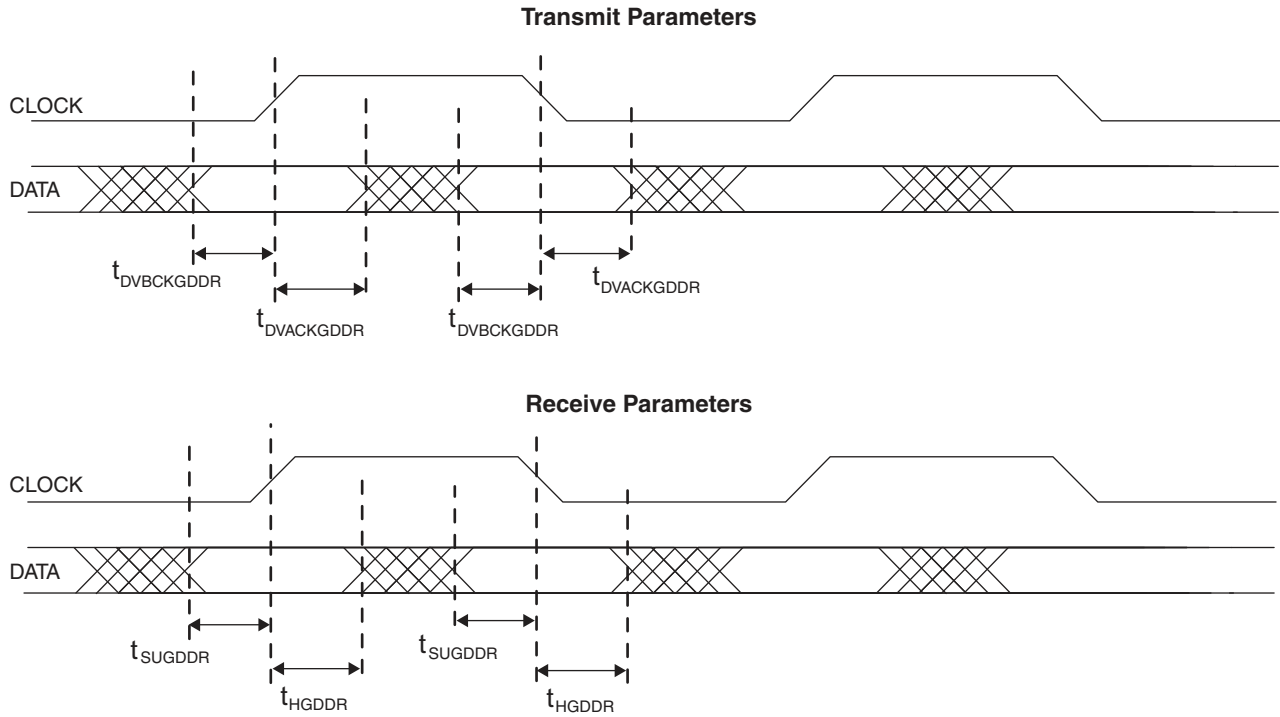 Transmit Parameters
CLOCK
DATA
tDVBCKGDDR
tDVACKGDDR
tDVBCKGDDR
tDVACKGDDR
Receive Parameters
CLOCK
DATA
tSUGDDR
tHGDDR
tSUGDDR
tHGDDR